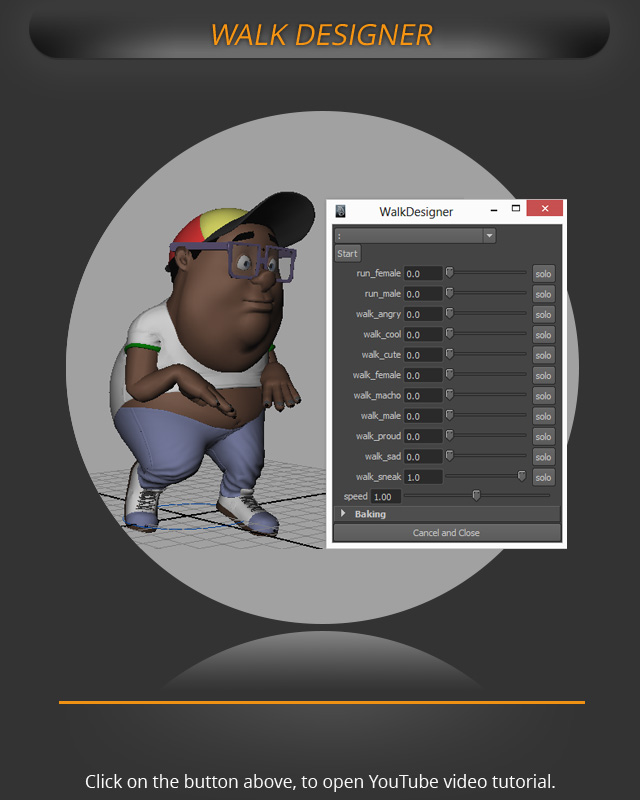 WALK DESIGNER
WalkDesigner
:
Start
run_female 0.0 solo
run_male 0.0 solo
walk_angry 0.0 solo
walk_cool 0.0 solo
walk_cute 0.0 solo
walk_female 0.0 solo
walk_macho 0.0 solo
walk_male 0.0 solo
walk_proud 0.0 solo
walk_sad 0.0 solo
walk_sneak 1.0 solo
speed 1.00
Baking
Cancel and Close
Click on the button above, to open YouTube video tutorial.